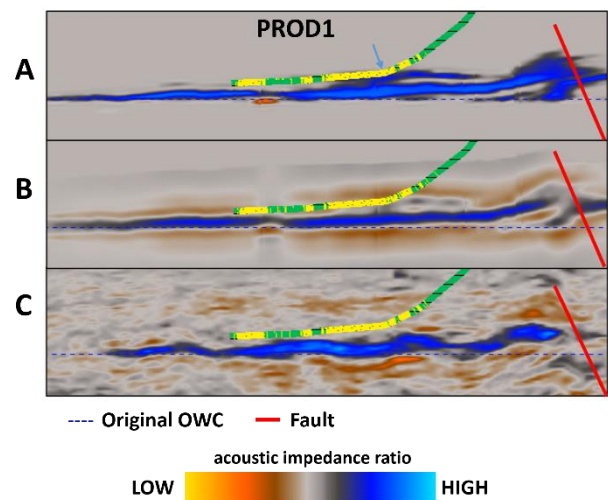 PROD1
A
B
C
Original OWC
Fault
acoustic impedance ratio
LOW
HIGH